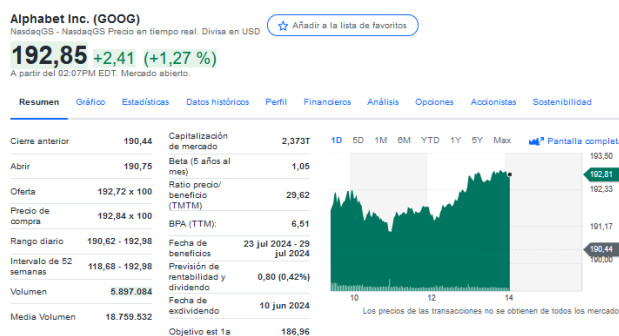 Alphabet Inc. (GOOG)
NasdaqGS - NasdaqGS Precio en tiempo real. Divisa en USD
Añadir a la lista de favoritos
192,85 +2,41 (+1,27 %)
A partir del 02:07PM EDT. Mercado abierto.
Resumen Gráfico Estadísticas Datos históricos Perfil Financieros Análisis Opciones Accionistas Sostenibilidad
Cierre anterior 190,44
Abrir 190,75
Oferta 192,72 x 100
Precio de
compra 192,84 x 100
Rango diario 190,62 - 192,98
Intervalo de 52
semanas 118,68 - 192,98
Volumen 5.897.084
Media Volumen 18.759.532
Capitalización
de mercado 2,373T
Beta (5 años al
mes) 1,05
Ratio precio/
beneficio
(TMTM) 29,62
BPA (TTM): 6,51
Fecha de
beneficios 23 jul 2024 - 29
jul 2024
Previsión de
rentabilidad y
dividendo 0,80 (0,42%)
Fecha de
exdividendo 10 jun 2024
Objetivo est 1a 186,96
1D 5D 1M 6M YTD 1Y 5Y Max Pantalla completa
193,50
192,81
192,33
191,17
190,44
190,00
10 12 14
Los precios de las transacciones no se obtienen de todos los mercado